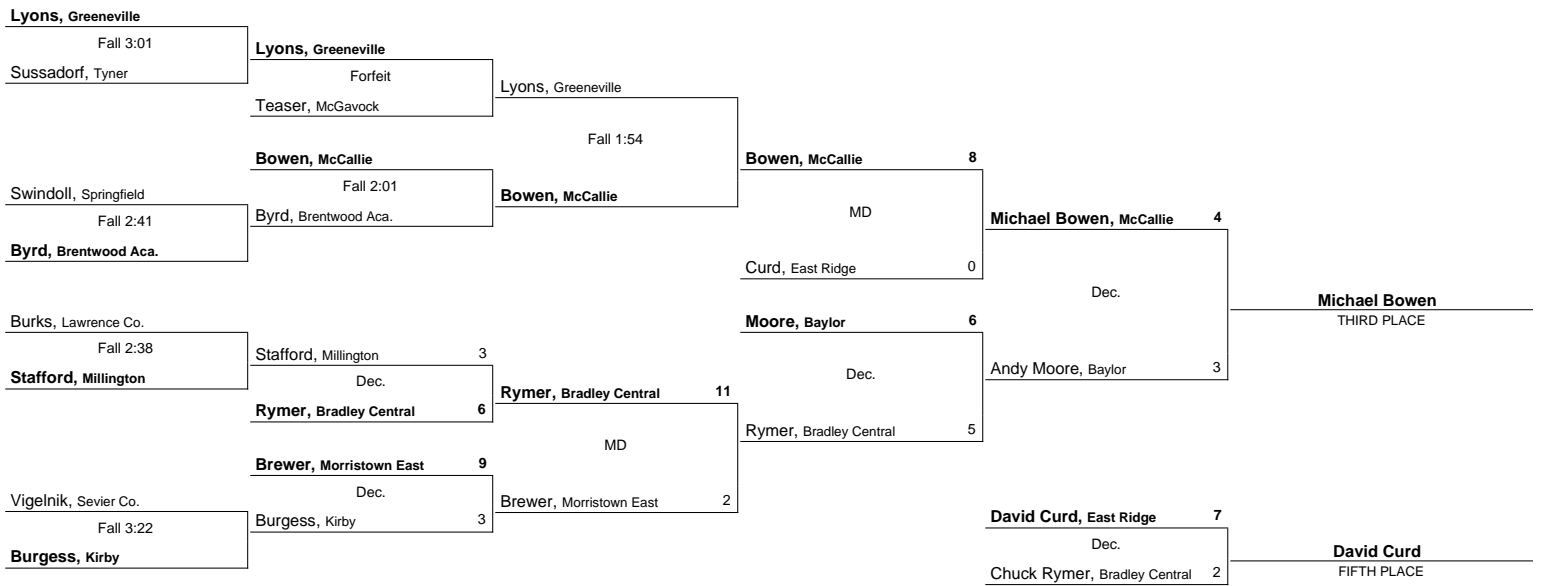 Lyons, Greeneville
Fall 3:01
Sussadorf, Tyner
Swindoll, Springfield
Fall 2:41
Byrd, Brentwood Aca.
Burks, Lawrence Co.
Fall 2:38
Stafford, Millington
Vigelnik, Sevier Co.
Fall 3:22
Burgess, Kirby
Lyons, Greeneville
Forfeit
Teaser, McGavock
Bowen, McCallie
Fall 2:01
Byrd, Brentwood Aca.
Stafford, Millington 3
Dec.
Rymer, Bradley Central 6
Brewer, Morristown East 9
Dec.
Burgess, Kirby 3
Lyons, Greeneville
Fall 1:54
Bowen, McCallie
Rymer, Bradley Central 11
MD
Brewer, Morristown East 2
Bowen, McCallie 8
MD
Curd, East Ridge 0
Moore, Baylor 6
Dec.
Rymer, Bradley Central 5
Michael Bowen, McCallie 4
Dec.
Andy Moore, Baylor 3
Michael Bowen
THIRD PLACE
David Curd, East Ridge 7
Dec.
Chuck Rymer, Bradley Central 2
David Curd
FIFTH PLACE